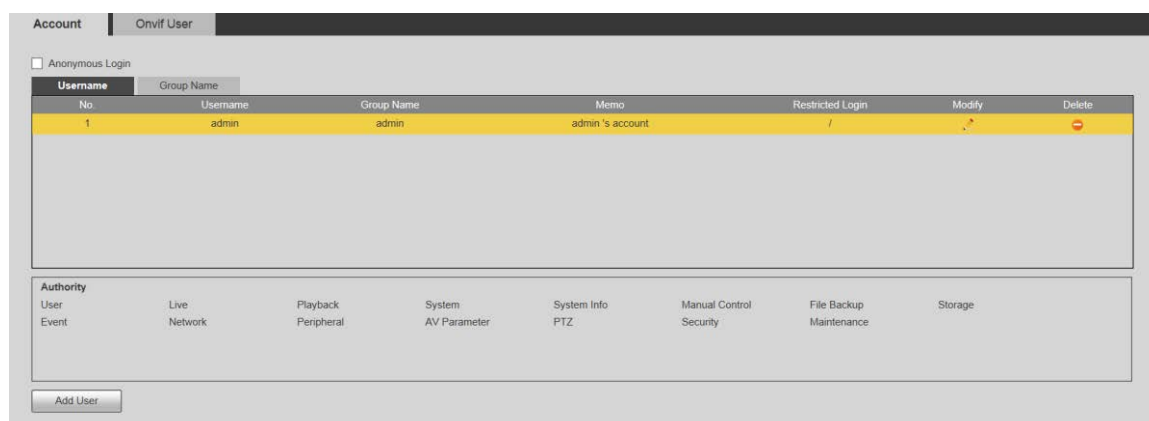 Account Onvif User
Anonymous Login
Username Group Name
No. Username Group Name Memo Restricted Login Modify Delete
1 admin admin admin 's account /
Authority
User Live Playback System System Info Manual Control File Backup Storage
Event Network Peripheral AV Parameter PTZ Security Maintenance
Add User